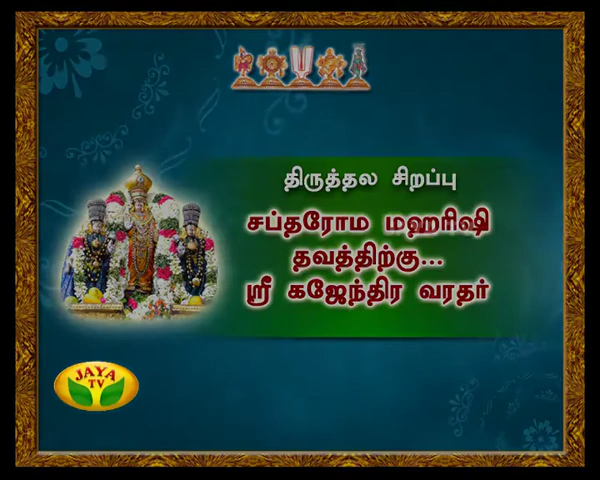 திருத்தல சிறப்பு
சப்தரோம மஹரிஷி
தவத்திற்கு...
ஸ்ரீ கஜேந்திர வரதர்
JAYA
TV